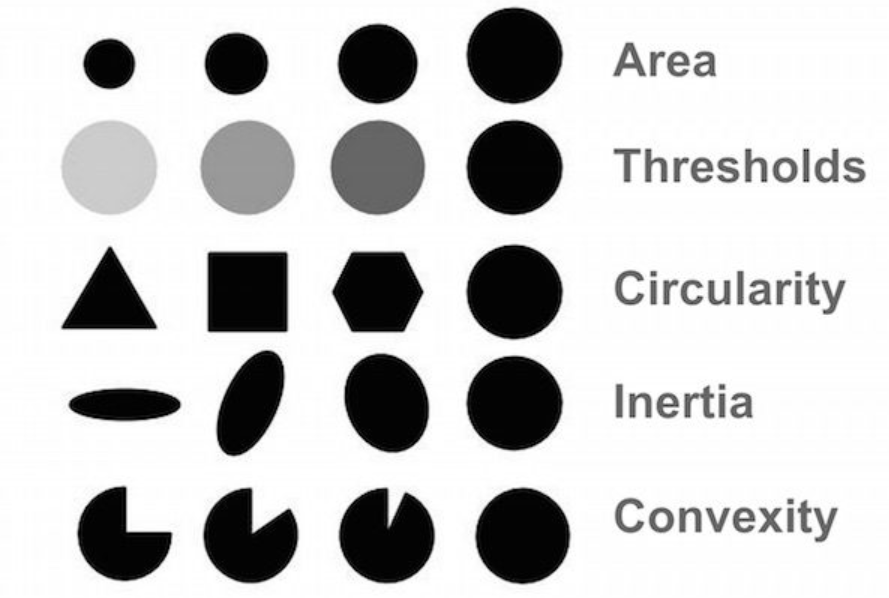 Area
Thresholds
Circularity
Inertia
Convexity